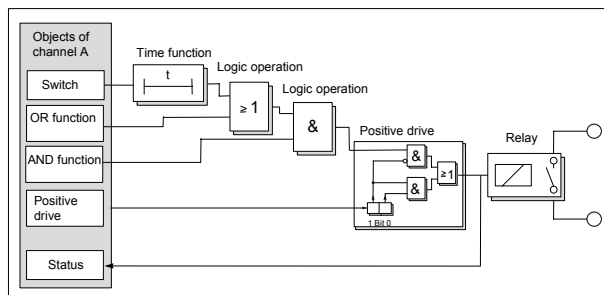 Objects of
channel A
Time function
Logic operation
Switch
t
Logic operation
≥ 1
OR function
&
Positive drive
Relay
AND function
&
≥ 1
&
Positive
drive
1 Bit 0
Status